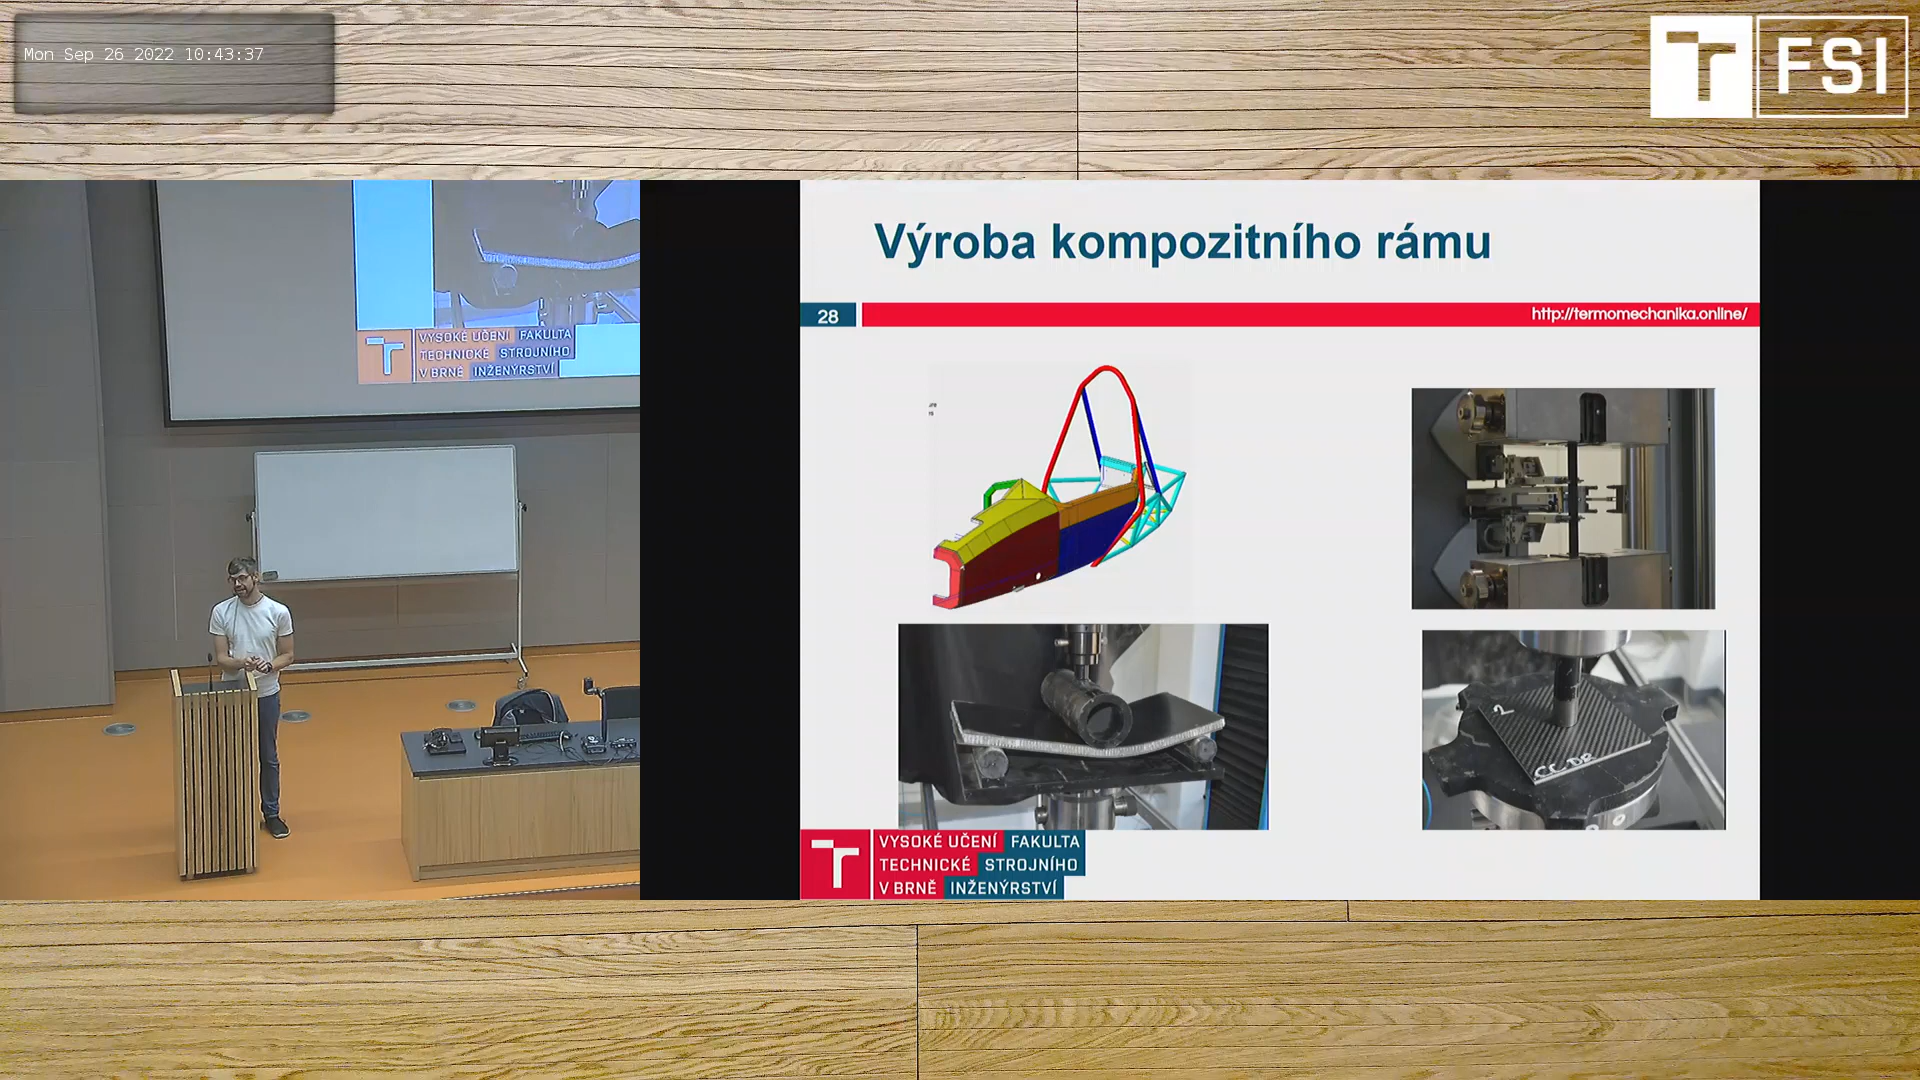 Mon Sep 26 2022 10:43:37
FSI
VYSOKÉ UČENÍ FAKULTA
TECHNICKÉ STROJNÍHO
V BRNĚ INŽENÝRSTVÍ
Výroba kompozitního rámu
28
http://termomechanika.online/
2
VYSOKÉ UČENÍ FAKULTA
TECHNICKÉ STROJNÍHO
V BRNĚ INŽENÝRSTVÍ